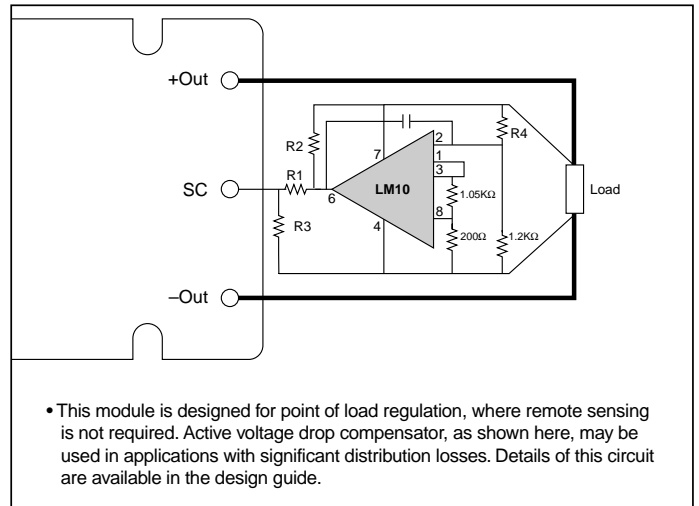 +Out
R4
R2
2
7
1
R1
3
SC
LM10
1.05KΩ
Load
6
R3
8
4
200Ω
1.2KΩ
–Out
• This module is designed for point of load regulation, where remote sensing
is not required. Active voltage drop compensator, as shown here, may be
used in applications with significant distribution losses. Details of this circuit
are available in the design guide.